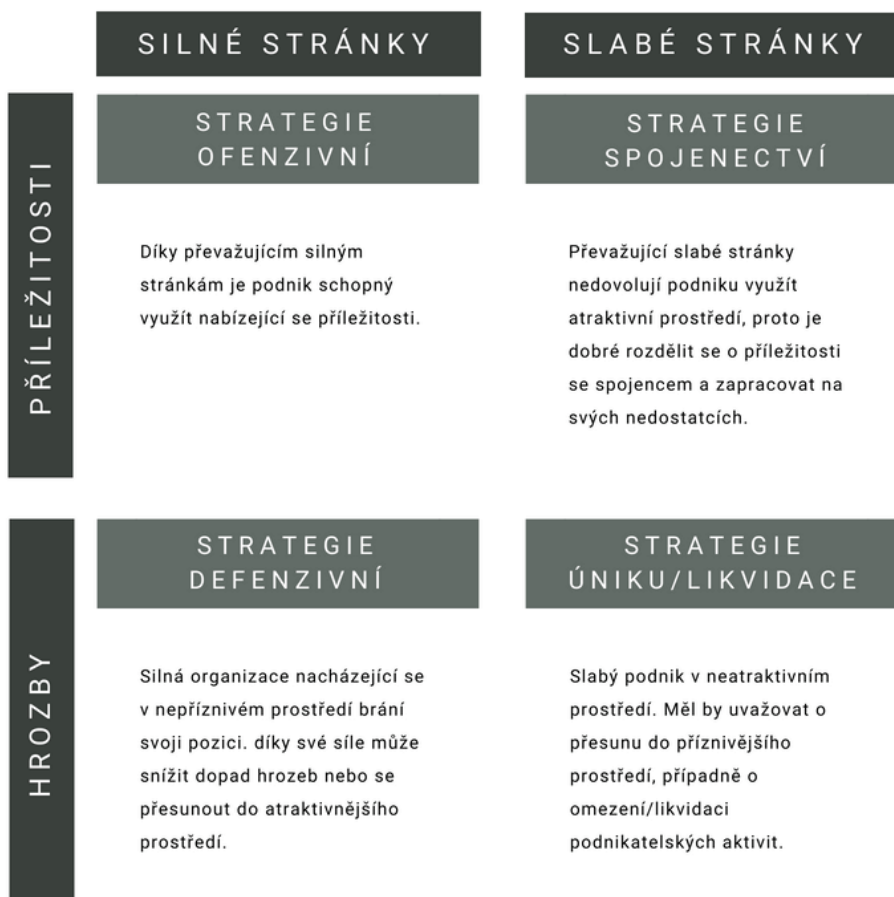 SILNÉ STRÁNKY
SLABÉ STRÁNKY
PŘÍLEŽITOSTI
STRATEGIE
OFENZIVNÍ
Díky převažujícím silným
stránkám je podnik schopný
využít nabízející se příležitosti.
STRATEGIE
SPOJENECTVÍ
Převažující slabé stránky
nedovolují podniku využít
atraktivní prostředí, proto je
dobré rozdělit se o příležitosti
se spojencem a zapracovat na
svých nedostatcích.
HROZBY
STRATEGIE
DEFENZIVNÍ
Silná organizace nacházející se
v nepříznivém prostředí brání
svoji pozici. díky své síle může
snížit dopad hrozeb nebo se
přesunout do atraktivnějšího
prostředí.
STRATEGIE
ÚNIKU/LIKVIDACE
Slabý podnik v neatraktivním
prostředí. Měl by uvažovat o
přesunu do příznivějšího
prostředí, případně o
omezení/likvidaci
podnikatelských aktivit.